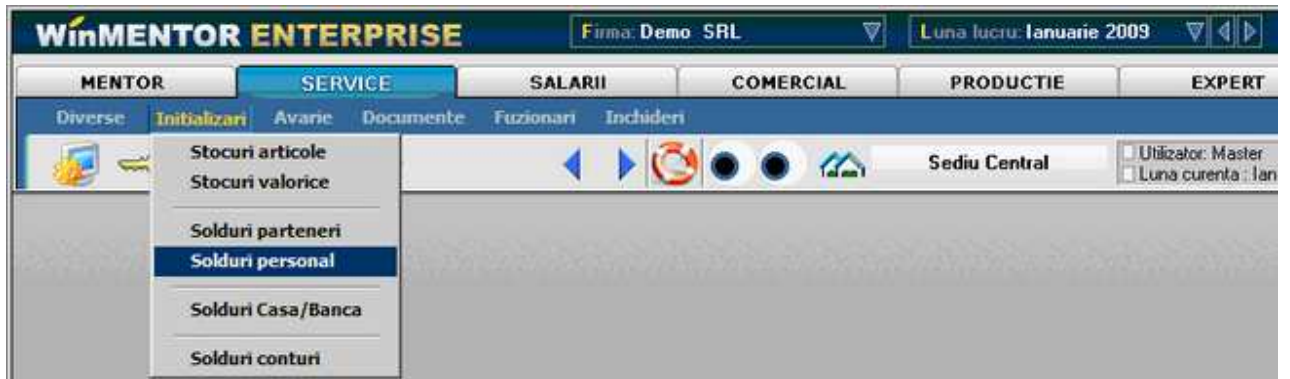 WinMENTOR ENTERPRISE Firma: Demo SRL Luna lucru: Ianuarie 2009
MENTOR SERVICE SALARII COMERCIAL PRODUCTIE EXPERT
Diverse Initializari Avarie Documente Fuzionari Inchideri
Sediu Central
Utilizator: Master
Luna curenta : Ian
Stocuri articole
Stocuri valorice
Solduri parteneri
Solduri personal
Solduri Casa/Banca
Solduri conturi